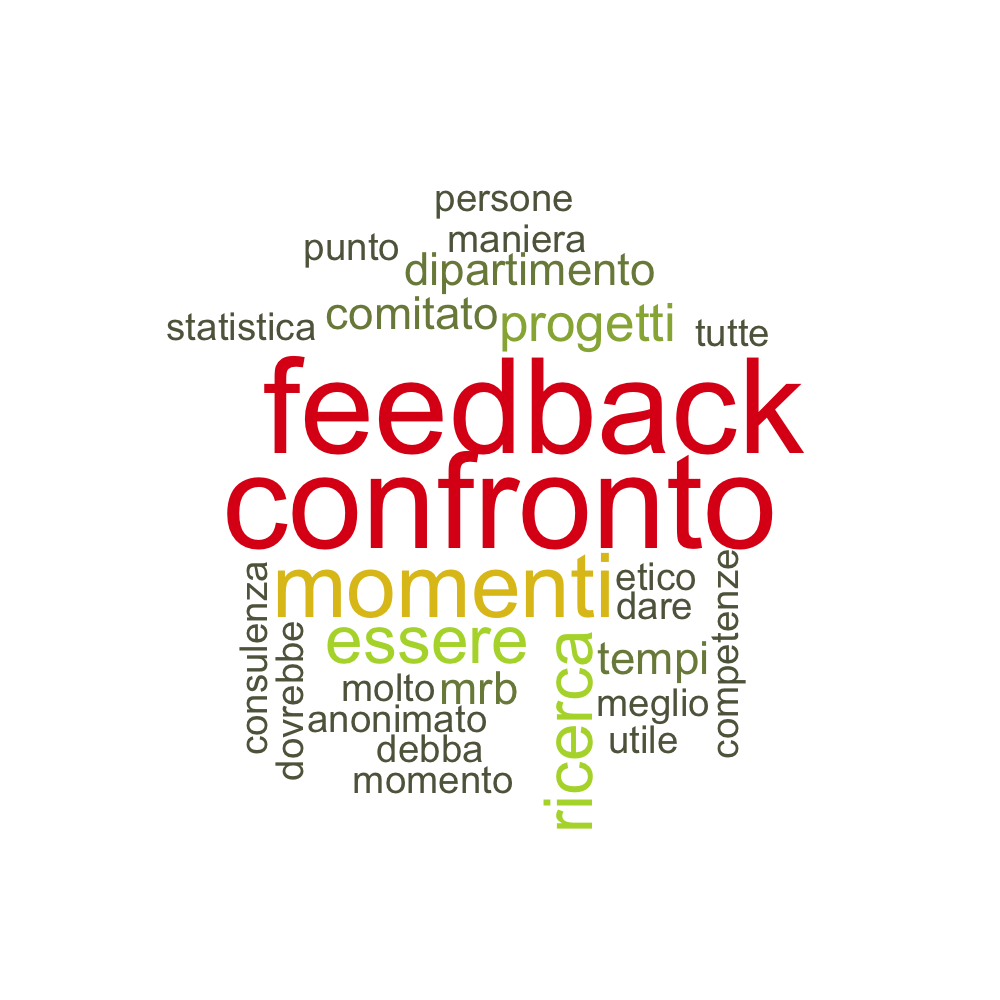 persone
punto maniera
dipartimento
statistica comitato progetti tutte
feedback
confronto
momenti etico
dare
essere
tempi
molto mrb meglio
anonimato
debba utile
momento
consulenza
dovrebbe
ricerca
competenze